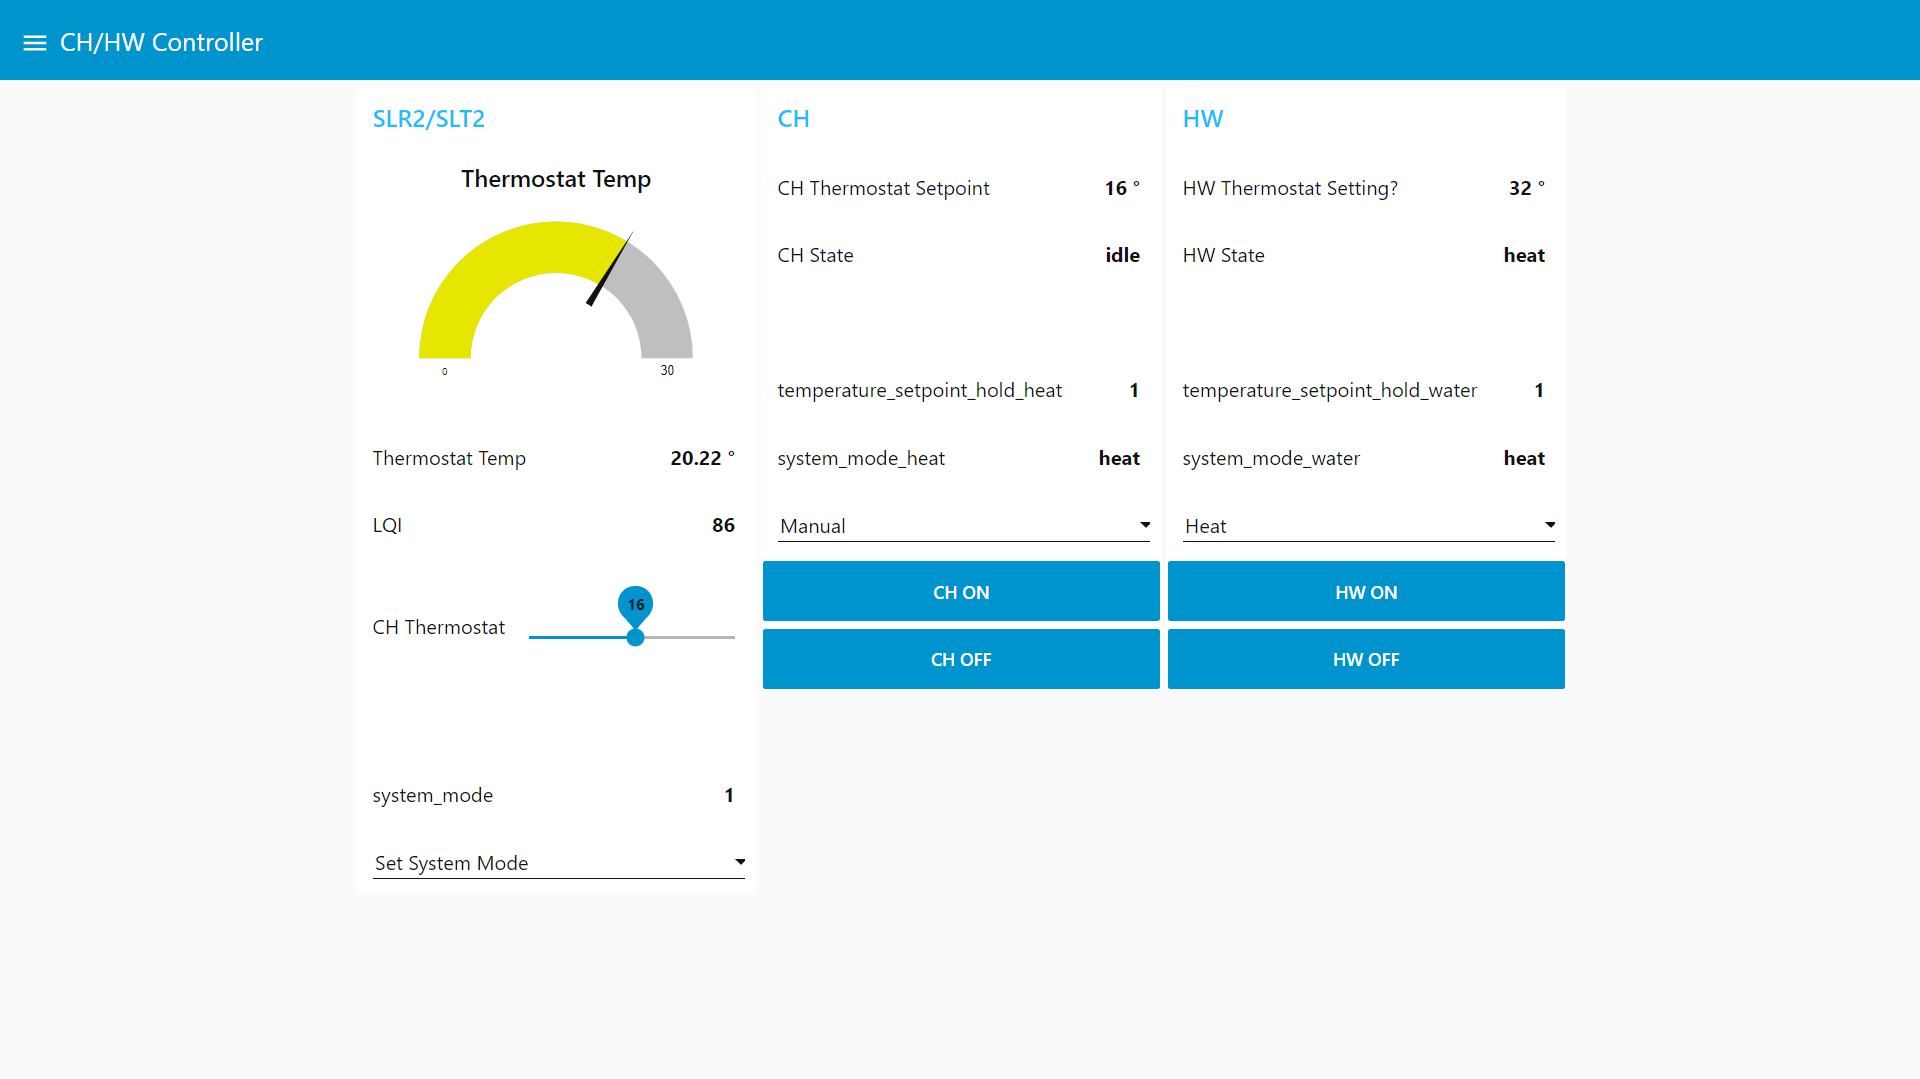 CH/HW Controller
SLR2/SLT2
Thermostat Temp
0
30
Thermostat Temp 20.22 °
LQI 86
16
CH Thermostat
system_mode 1
Set System Mode
CH
CH Thermostat Setpoint 16 °
CH State idle
temperature_setpoint_hold_heat 1
system_mode_heat heat
Manual
CH ON
CH OFF
HW
HW Thermostat Setting? 32 °
HW State heat
temperature_setpoint_hold_water 1
system_mode_water heat
Heat
HW ON
HW OFF